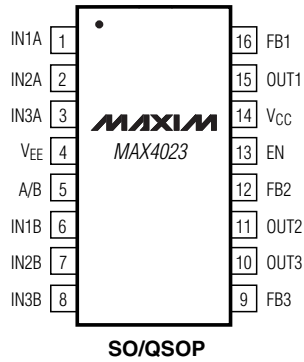 IN1A 1 16 FB1
IN2A 2 15 OUT1
IN3A 3 MAXIM 14 VCC
VEE 4 MAX4023 13 EN
A/B 5 12 FB2
IN1B 6 11 OUT2
IN2B 7 10 OUT3
IN3B 8 9 FB3
SO/QSOP